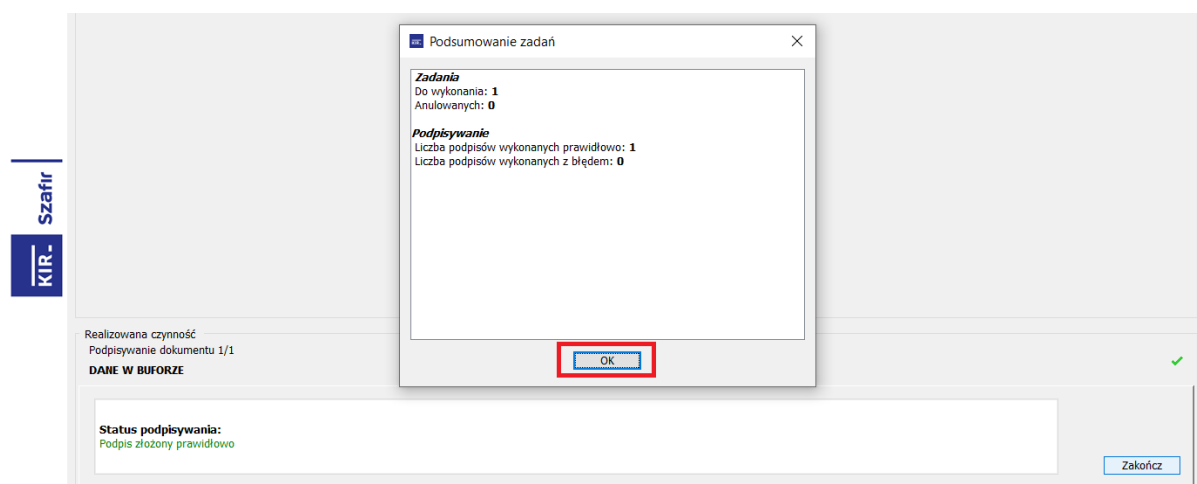 KIR.
Podsumowanie zadań
Zadania
Do wykonania: 1
Anulowanych: 0
Podpisywanie
Liczba podpisów wykonanych prawidłowo: 1
Liczba podpisów wykonanych z błędem: 0
OK
KIR. Szafir
Realizowana czynność
Podpisywanie dokumentu 1/1
DANE W BUFORZE
Status podpisywania:
Podpis złożony prawidłowo
Zakończ